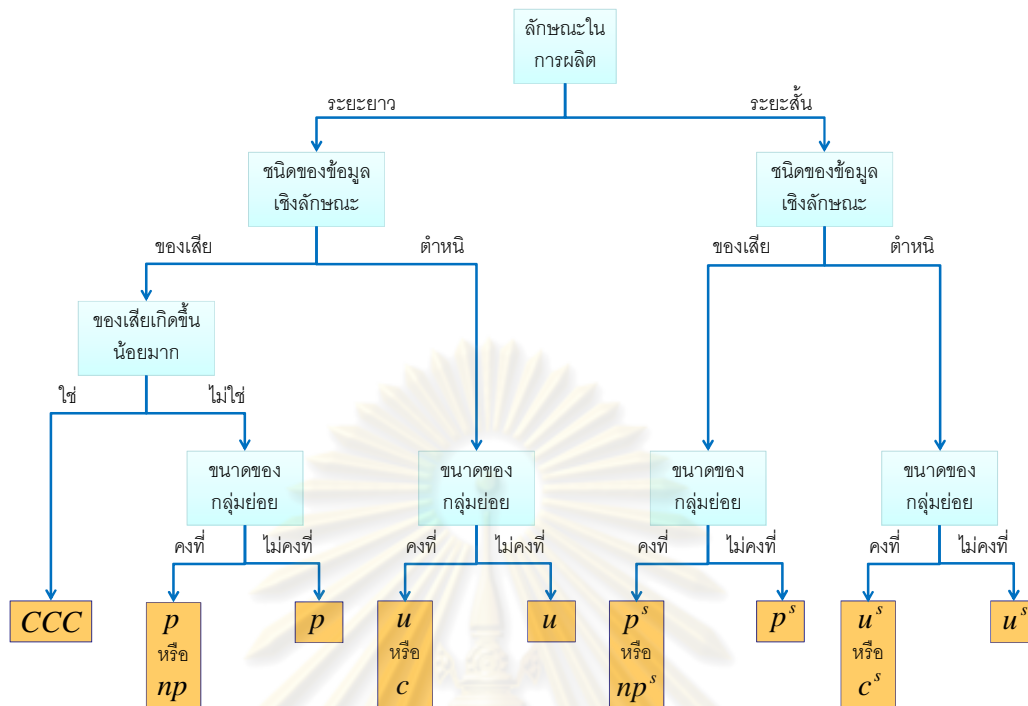 ลักษณะใน
การผลิต
ระยะยาว
ระยะสั้น
ชนิดของข้อมูล
เชิงลักษณะ
ชนิดของข้อมูล
เชิงลักษณะ
ของเสีย
ตำหนิ
ของเสีย
ตำหนิ
ของเสียเกิดขึ้น
น้อยมาก
ใช่
ไม่ใช่
ขนาดของ
กลุ่มย่อย
ขนาดของ
กลุ่มย่อย
ขนาดของ
กลุ่มย่อย
ขนาดของ
กลุ่มย่อย
คงที่
ไม่คงที่
คงที่
ไม่คงที่
คงที่
ไม่คงที่
คงที่
ไม่คงที่
CCC
p
หรือ
np
p
u
หรือ
c
u
pˢ
หรือ
npˢ
pˢ
uˢ
หรือ
cˢ
uˢ